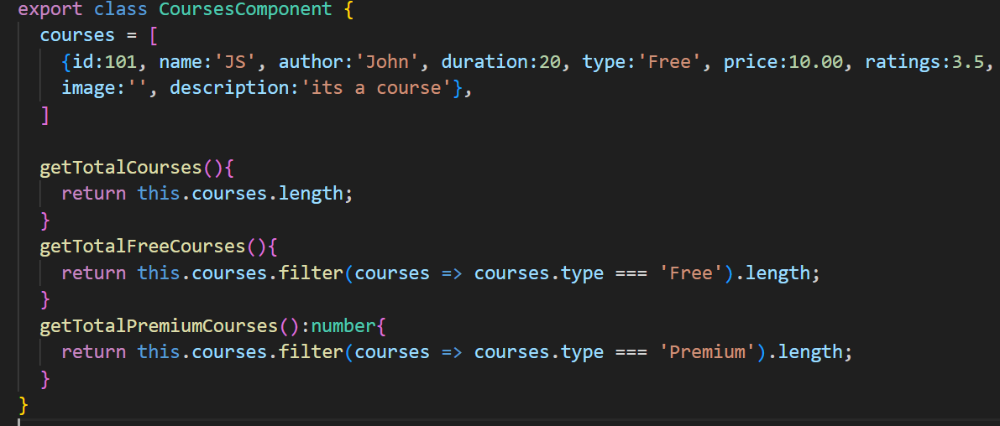 export class CoursesComponent {
courses = [
{id:101, name:'JS', author:'John', duration:20, type:'Free', price:10.00, ratings:3.5,
image:'', description:'its a course'},
]
getTotalCourses(){
return this.courses.length;
}
getTotalFreeCourses(){
return this.courses.filter(courses => courses.type === 'Free').length;
}
getTotalPremiumCourses():number{
return this.courses.filter(courses => courses.type === 'Premium').length;
}
}